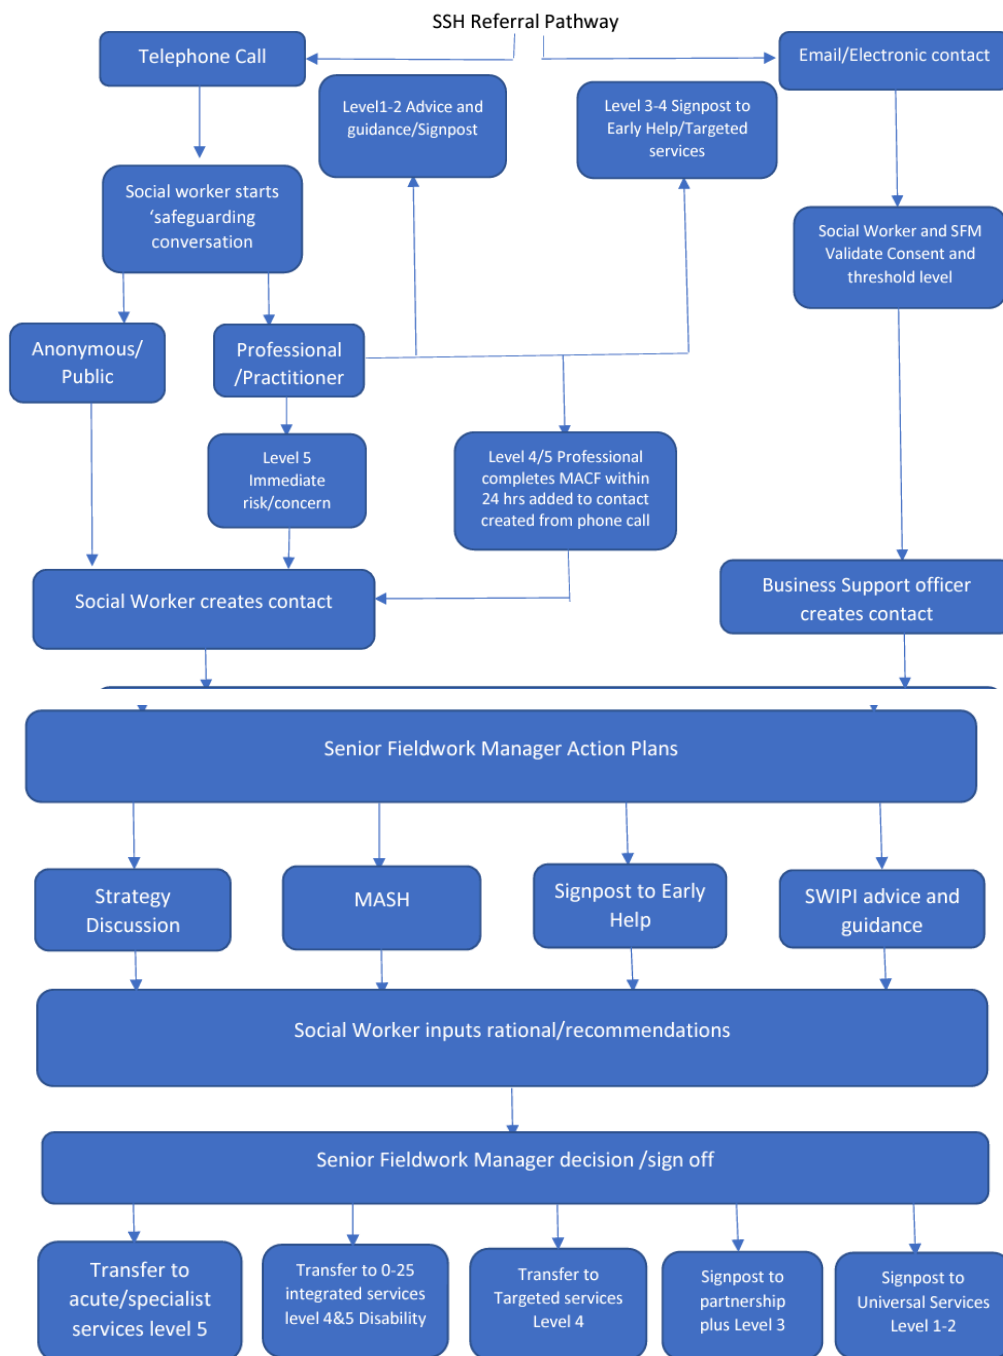 SSH Referral Pathway
Telephone Call
Email/Electronic contact
Level1-2 Advice and
guidance/Signpost
Level 3-4 Signpost to
Early Help/Targeted
services
Social worker starts
‘safeguarding
conversation
Social Worker and SFM
Validate Consent and
threshold level
Anonymous/
Public
Professional
/Practitioner
Level 5
Immediate
risk/concern
Level 4/5 Professional
completes MACF within
24 hrs added to contact
created from phone call
Social Worker creates contact
Business Support officer
creates contact
Senior Fieldwork Manager Action Plans
Strategy
Discussion
MASH
Signpost to Early
Help
SWIPI advice and
guidance
Social Worker inputs rational/recommendations
Senior Fieldwork Manager decision /sign off
Transfer to
acute/specialist
services level 5
Transfer to 0-25
integrated services
level 4&5 Disability
Transfer to
Targeted services
Level 4
Signpost to
partnership
plus Level 3
Signpost to
Universal Services
Level 1-2